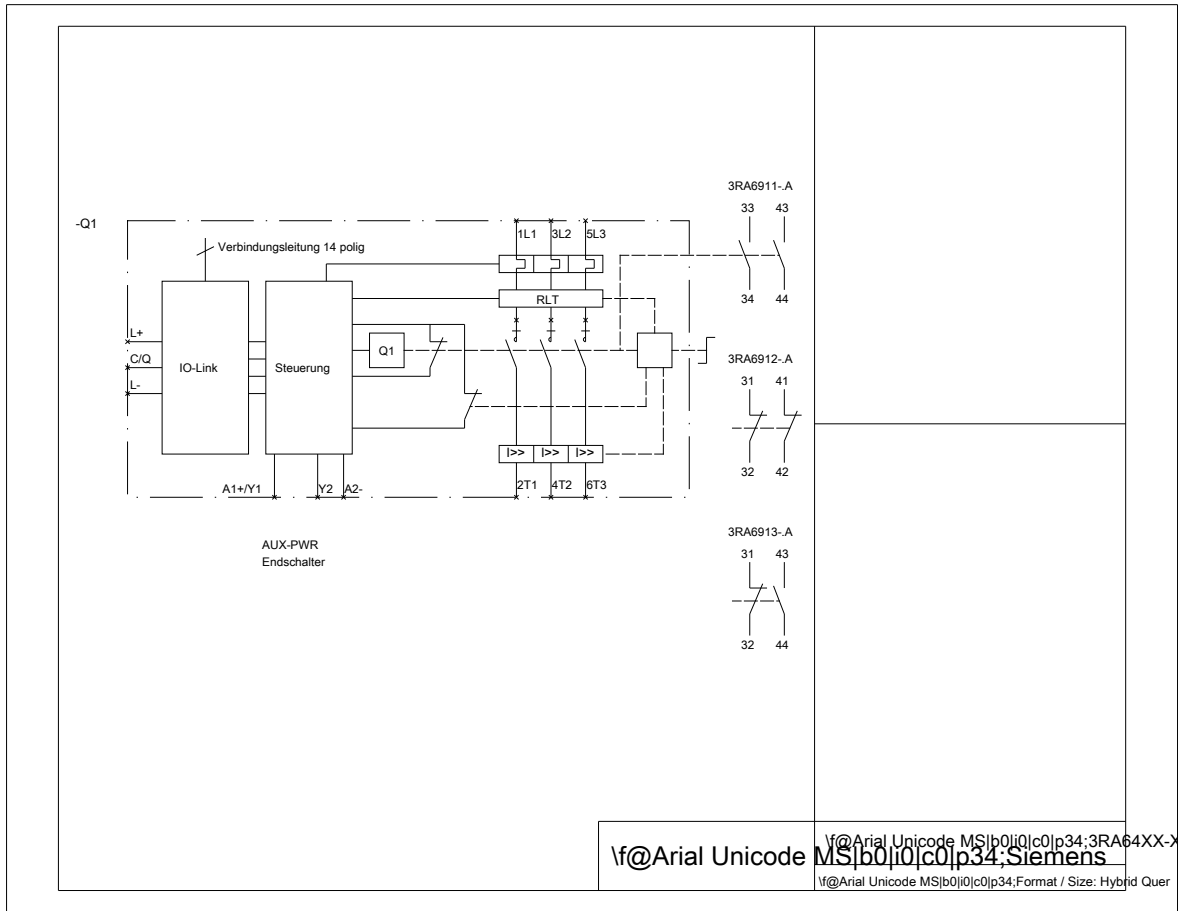 3RA6911-.A
33 43
34 44
-Q1
1L1 3L2 5L3
Verbindungsleitung 14 polig
RLT
L+
C/Q
L-
IO-Link
Steuerung
Q1
I>> I>> I>>
A1+/Y1 Y2 A2-
2T1 4T2 6T3
AUX-PWR
Endschalter
3RA6912-.A
31 41
32 42
3RA6913-.A
31 43
32 44
\f@Arial Unicode MS|b0|i0|c0|p34;Siemens
\f@Arial Unicode MS|b0|i0|c0|p34;3RA64XX-X
\f@Arial Unicode MS|b0|i0|c0|p34;Format / Size: Hybrid Quer